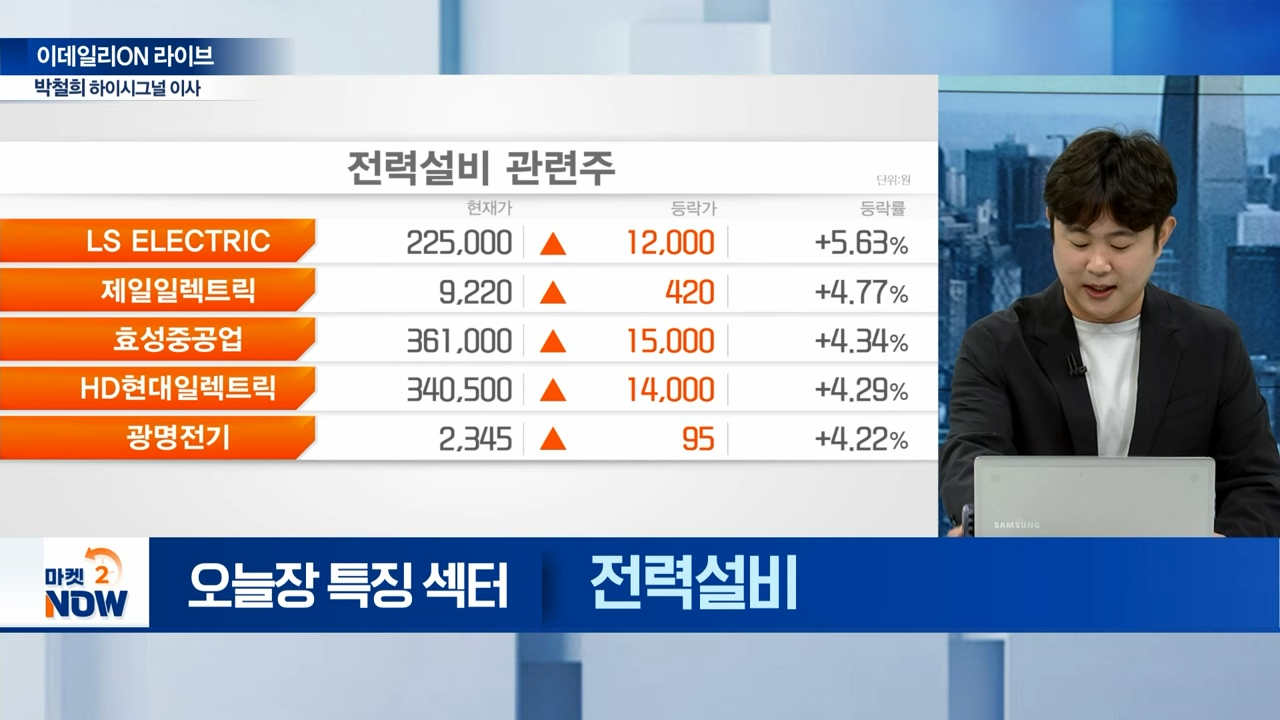 이데일리ON 라이브
박철희 하이시그널 이사
전력설비 관련주
단위:원
현재가 등락가 등락률
LS ELECTRIC 225,000 ▲ 12,000 +5.63%
제일일렉트릭 9,220 ▲ 420 +4.77%
효성중공업 361,000 ▲ 15,000 +4.34%
HD현대일렉트릭 340,500 ▲ 14,000 +4.29%
광명전기 2,345 ▲ 95 +4.22%
SAMSUNG
마켓 2
NOW
오늘장 특징 섹터 전력설비